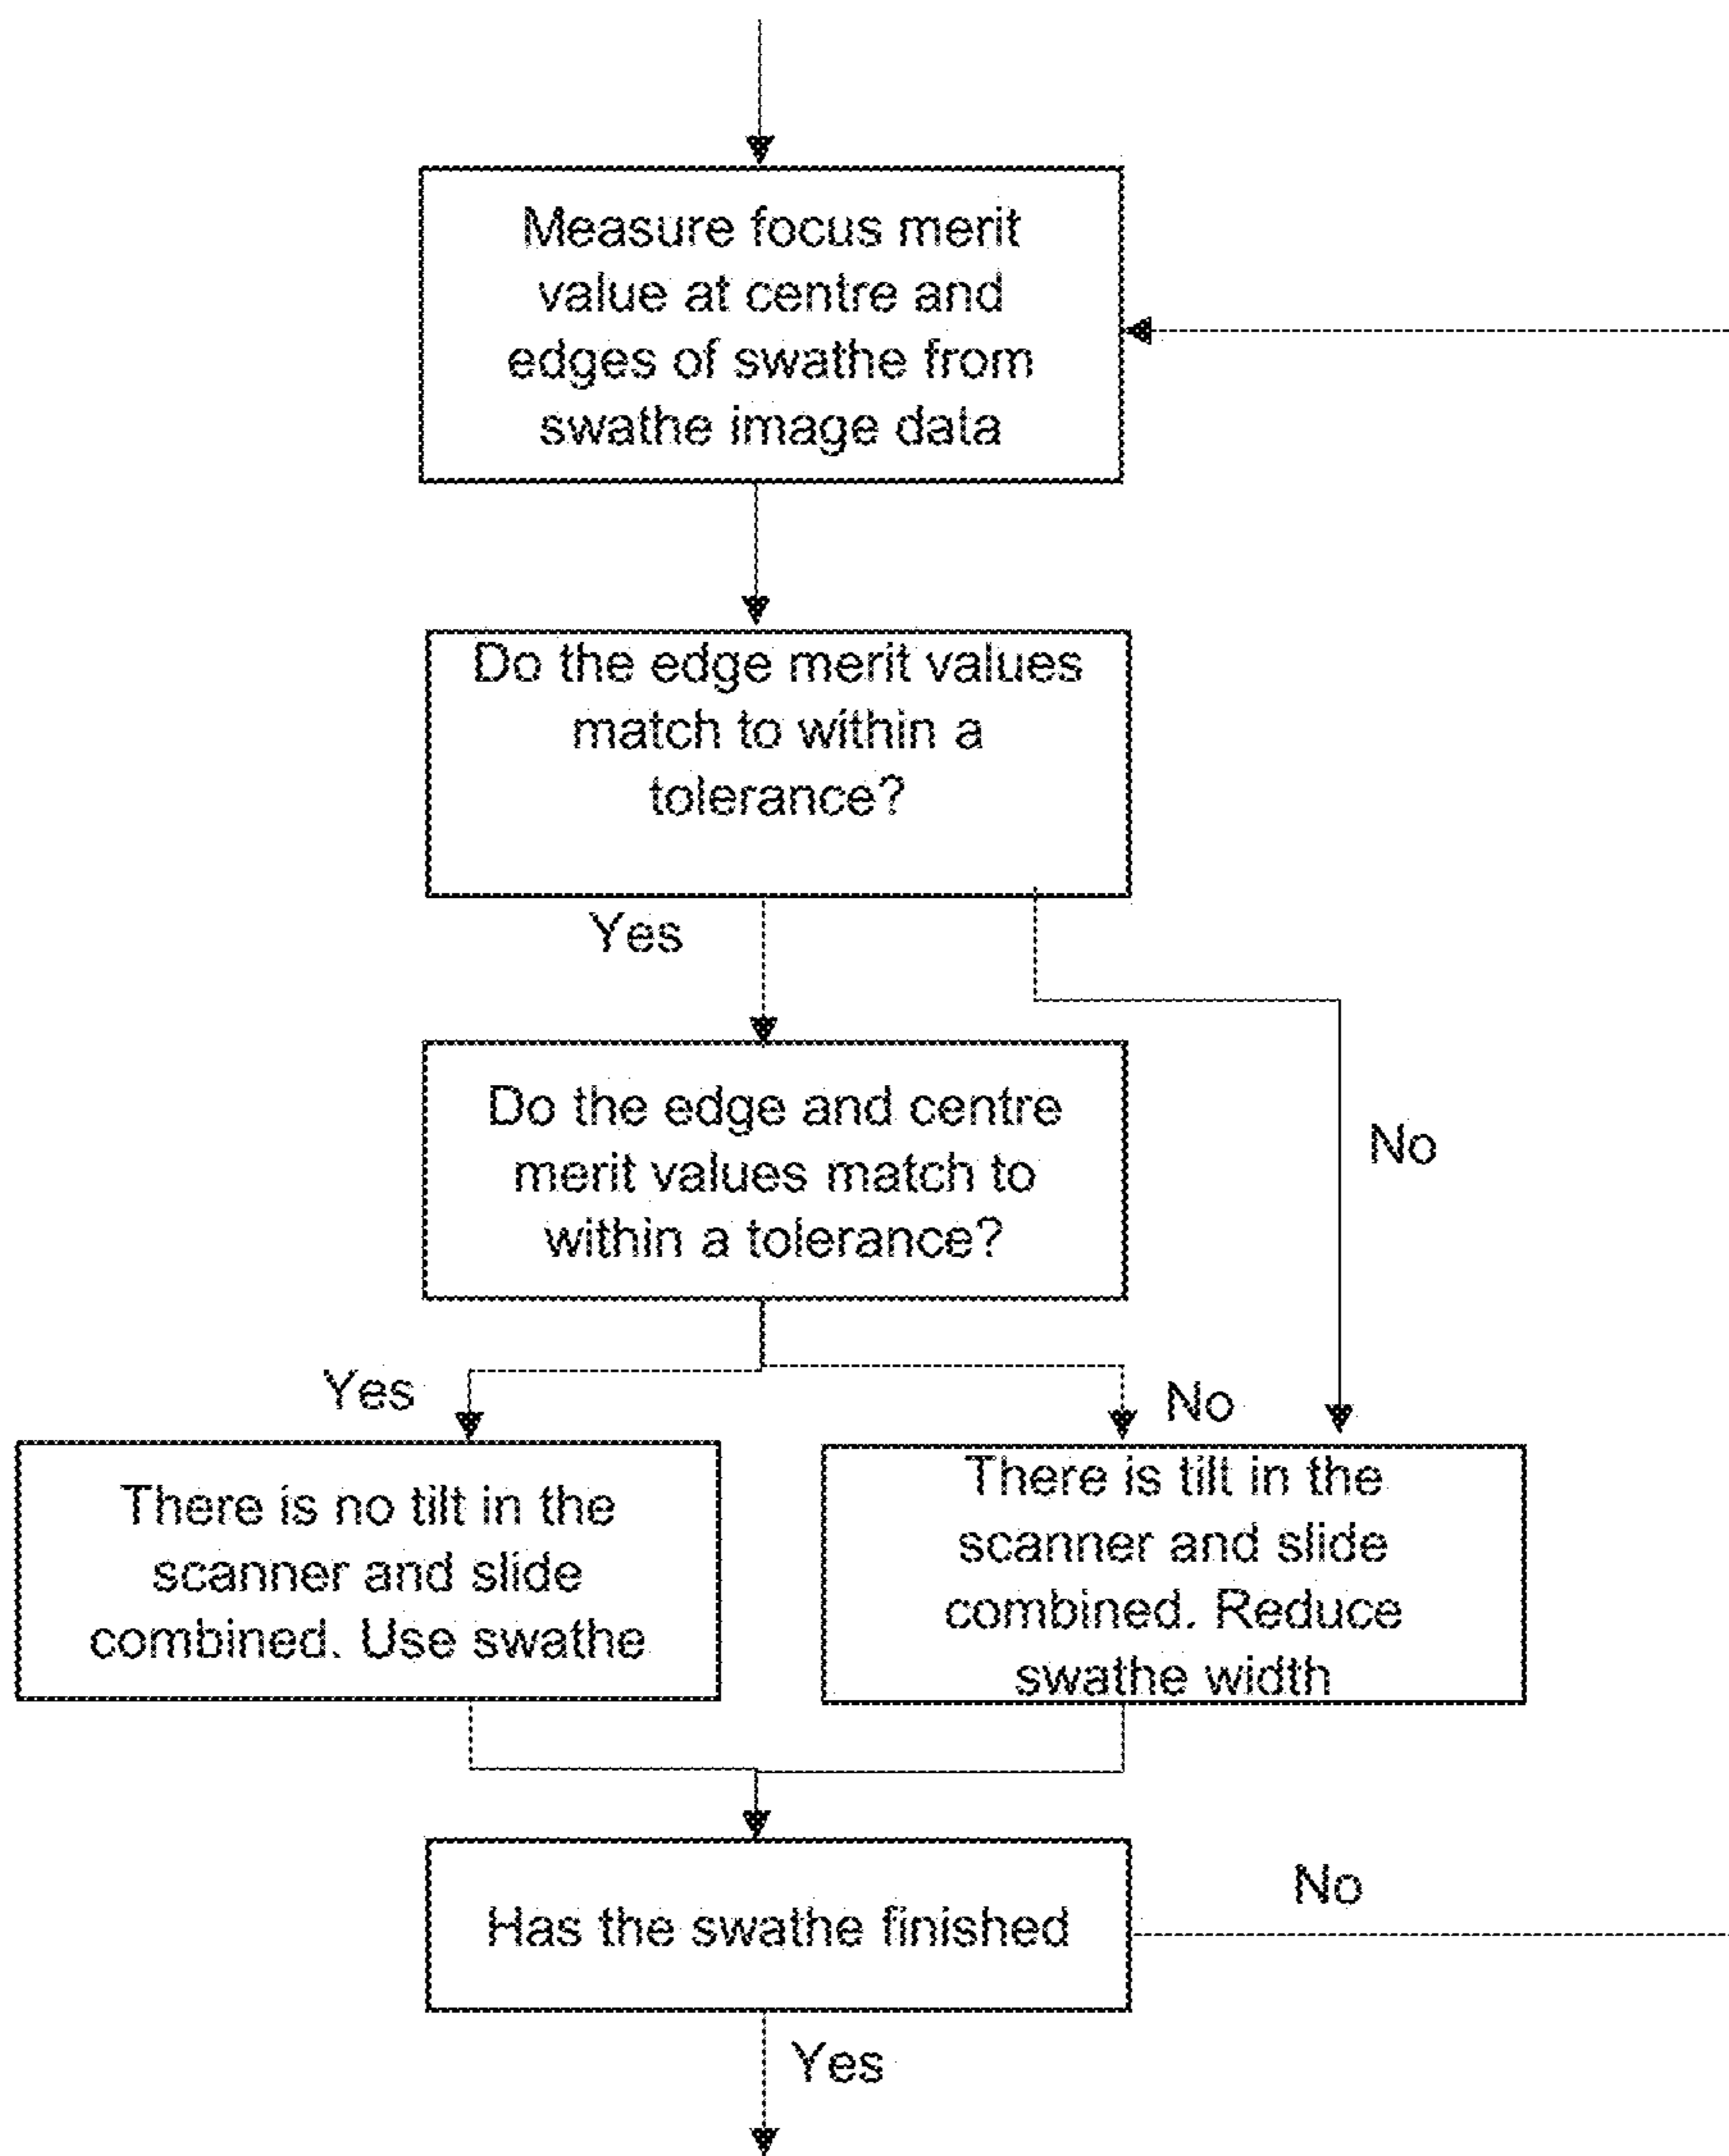 Measure focus merit
value at centre and
edges of swathe from
swathe image data
Do the edge merit values
match to within a
tolerance?
Yes
Do the edge and centre
merit values match to
within a tolerance?
No
Yes
No
There is no tilt in the
scanner and slide
combined. Use swathe
There is tilt in the
scanner and slide
combined. Reduce
swathe width
Has the swathe finished
No
Yes